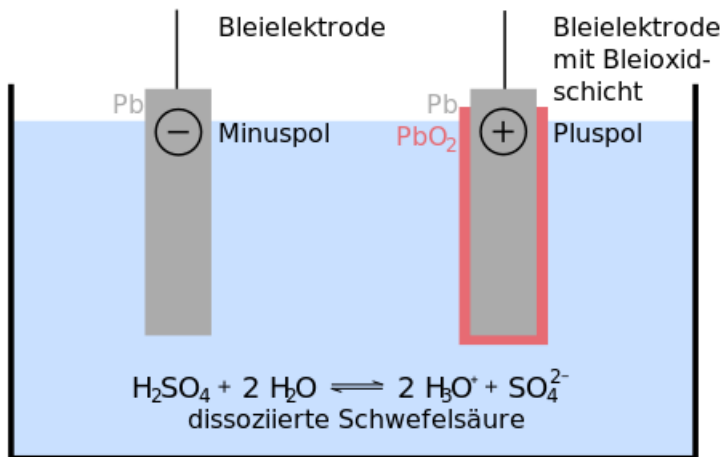 Bleielektrode
Bleielektrode
mit Bleioxid-
schicht
Pb
−
Minuspol
Pb
PbO₂
+
Pluspol
H₂SO₄ + 2 H₂O ⇌ 2 H₃O⁺ + SO₄²⁻
dissoziierte Schwefelsäure